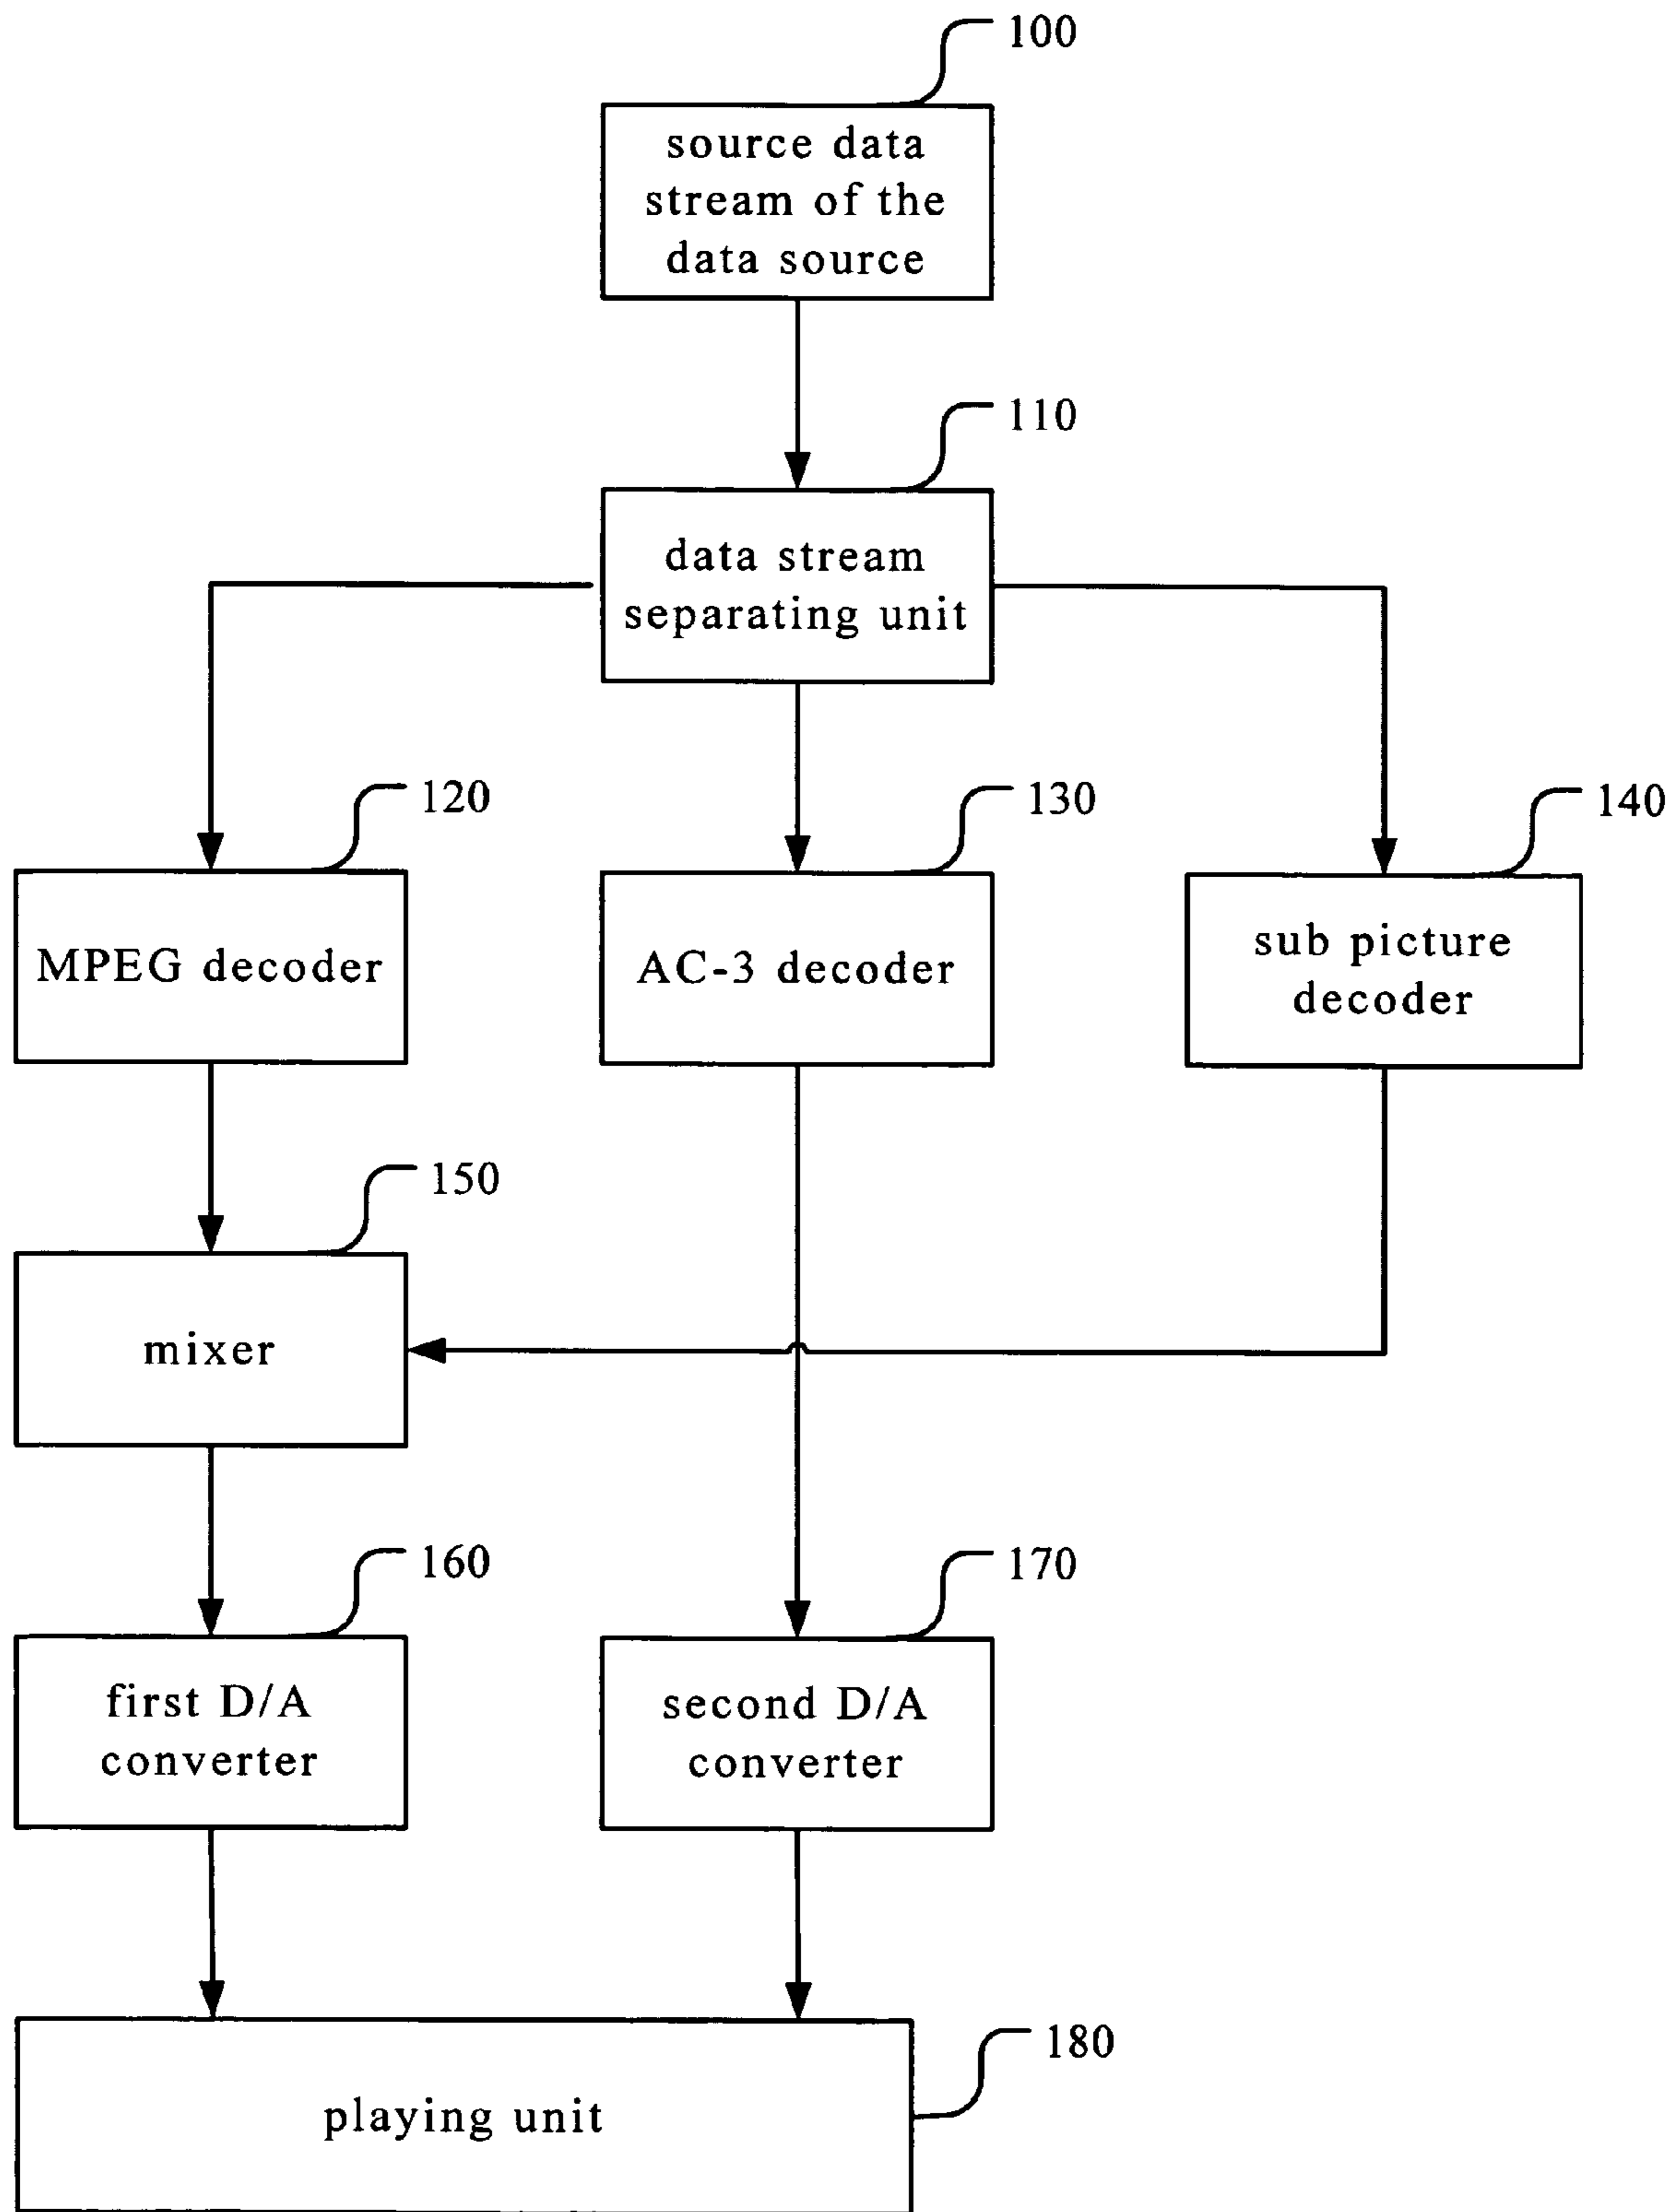 100
source data
stream of the
data source
110
data stream
separating unit
120
130
140
MPEG decoder
AC-3 decoder
sub picture
decoder
150
mixer
160
170
first D/A
converter
second D/A
converter
180
playing unit